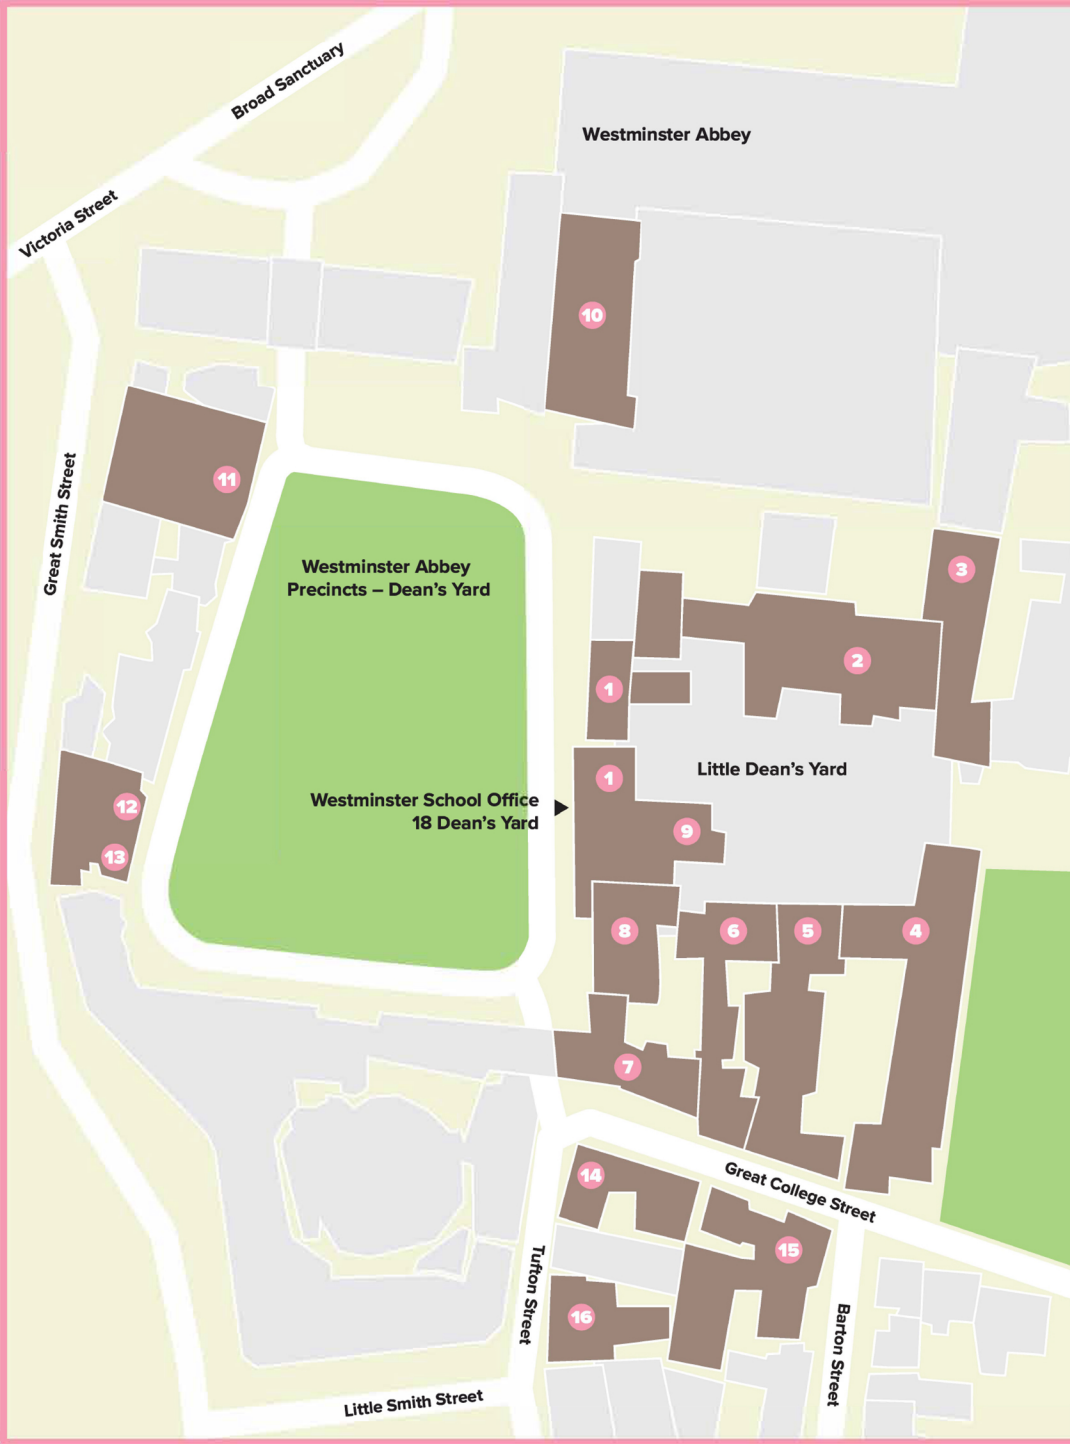 Broad Sanctuary
Westminster Abbey
Victoria Street
10
11
Great Smith Street
Westminster Abbey
Precincts – Dean's Yard
3
2
1
Little Dean's Yard
1
Westminster School Office
18 Dean's Yard
12
9
13
8
6
5
4
7
14
Great College Street
15
Tufton Street
16
Barton Street
Little Smith Street